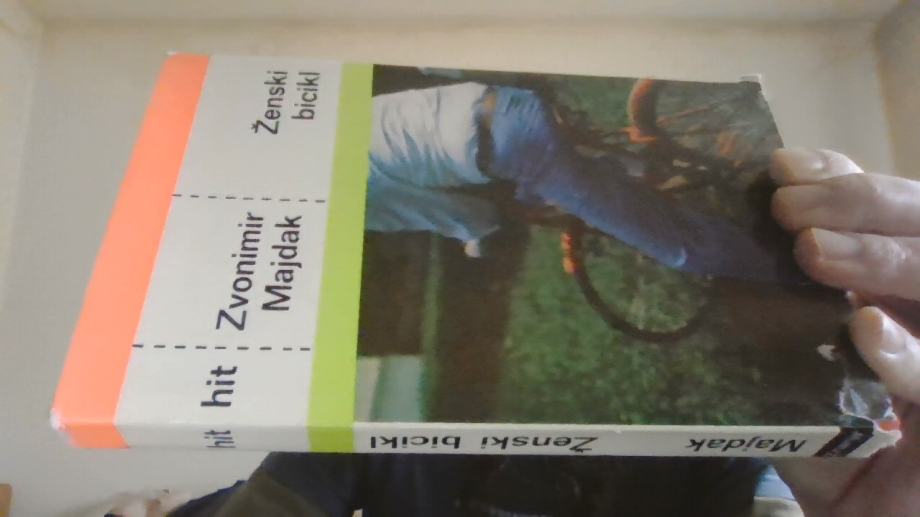 hit
Zvonimir
Majdak
Ženski
bicikl
hit
Ženski bicikl
Majdak